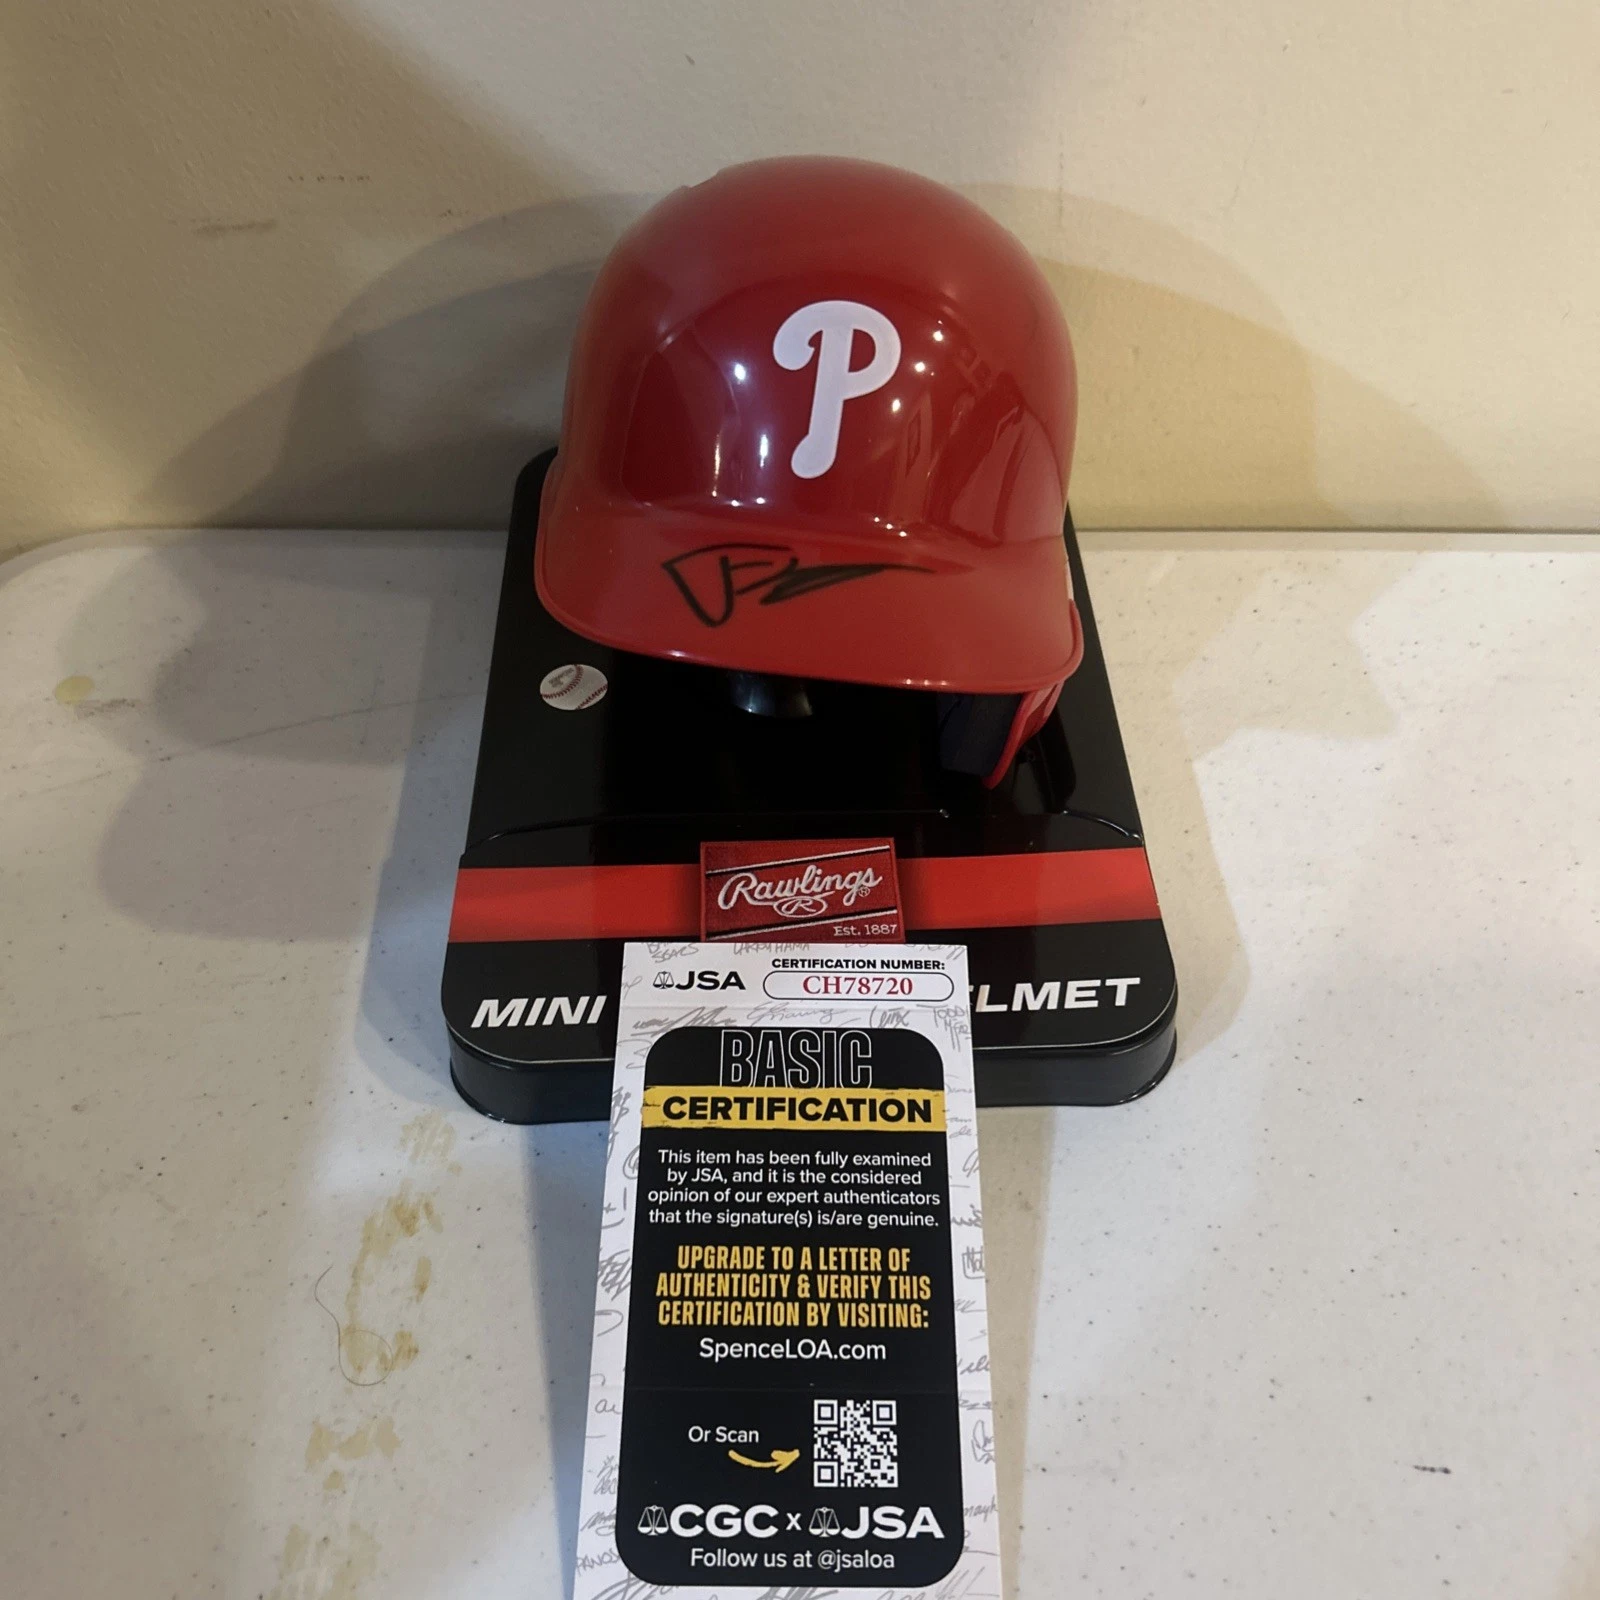 P
Rawlings
R
Est. 1887
MINI
ELMET
JSA
CERTIFICATION NUMBER:
CH78720
BASIC
CERTIFICATION
This item has been fully examined
by JSA, and it is the considered
opinion of our expert authenticators
that the signature(s) is/are genuine.
UPGRADE TO A LETTER OF
AUTHENTICITY & VERIFY THIS
CERTIFICATION BY VISITING:
SpenceLOA.com
Or Scan
CGC x JSA
Follow us at @jsaloa